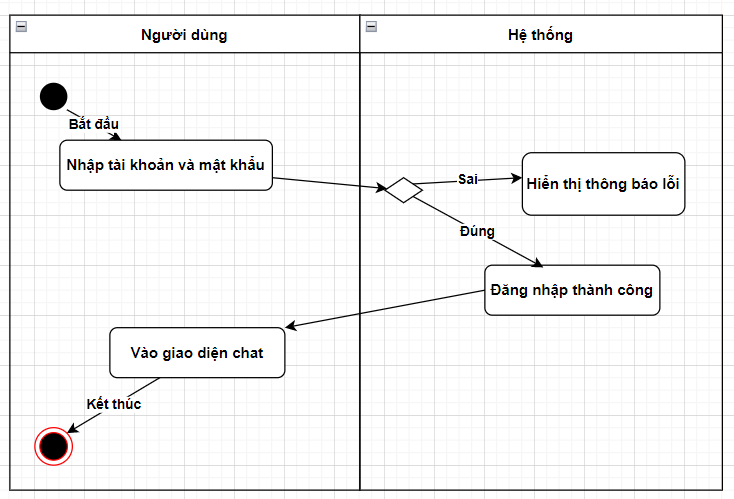 Người dùng
Hệ thống
Bắt đầu
Nhập tài khoản và mật khẩu
Sai
Hiển thị thông báo lỗi
Đúng
Đăng nhập thành công
Vào giao diện chat
Kết thúc